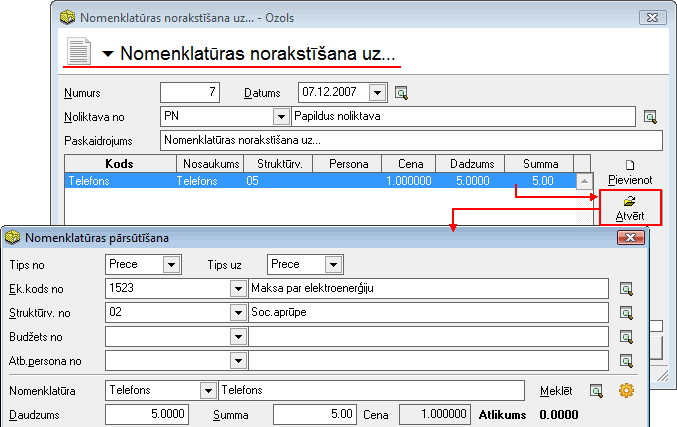 Nomenklatūras norakstīšana uz... - Ozols
Nomenklatūras norakstīšana uz...
Numurs 7 Datums 07.12.2007
Noliktava no PN Papildus noliktava
Paskaidrojums Nomenklatūras norakstīšana uz...
Kods Nosaukums Struktūrv. Persona Cena Dadzums Summa
Telefons Telefons 05 1.000000 5.0000 5.00
Pievienot
Atvērt
Nomenklatūras pārsūtīšana
Tips no Prece Tips uz Prece
Ek.kods no 1523 Maksa par elektroenerģiju
Struktūrv. no 02 Soc.aprūpe
Budžets no
Atb.persona no
Nomenklatūra Telefons Telefons Meklēt
Daudzums 5.0000 Summa 5.00 Cena 1.000000 Atlikums 0.0000